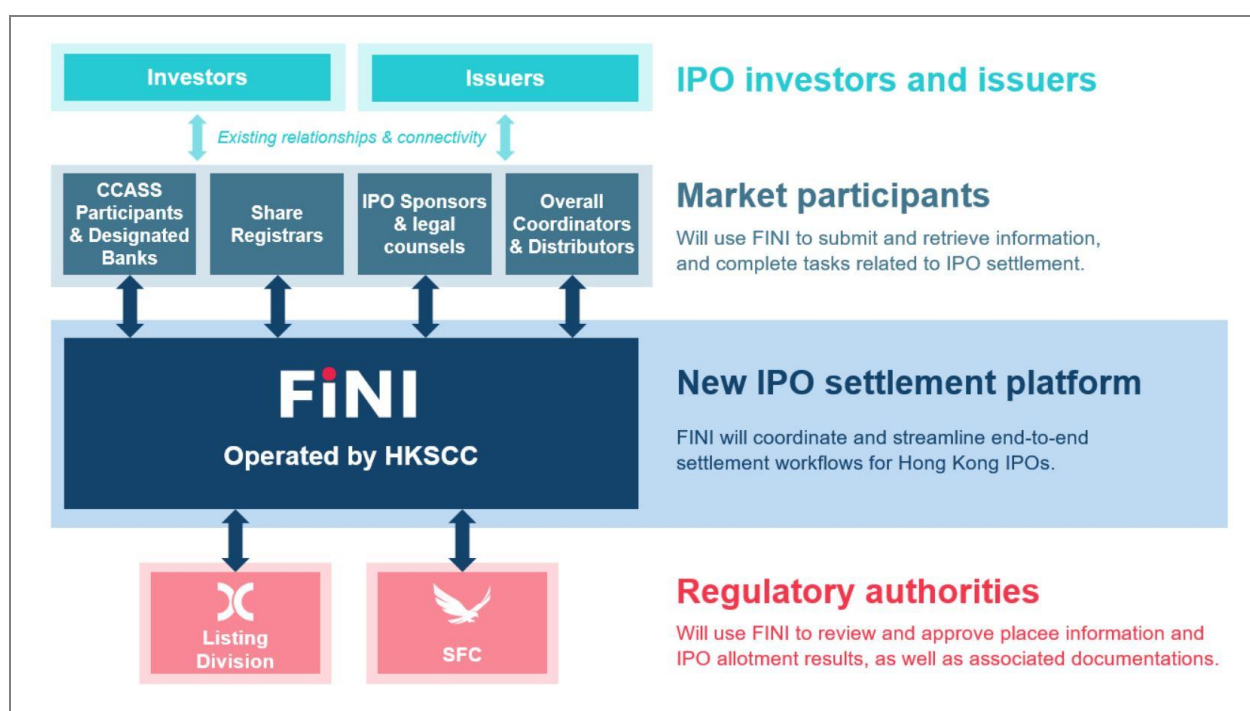 Investors
Issuers
IPO investors and issuers
Existing relationships & connectivity
CCASS
Participants
& Designated
Banks
Share
Registrars
IPO Sponsors
& legal
counsels
Overall
Coordinators
& Distributors
Market participants
Will use FINI to submit and retrieve information,
and complete tasks related to IPO settlement.
FiNI
Operated by HKSCC
New IPO settlement platform
FINI will coordinate and streamline end-to-end
settlement workflows for Hong Kong IPOs.
Listing
Division
SFC
Regulatory authorities
Will use FINI to review and approve placee information and
IPO allotment results, as well as associated documentations.